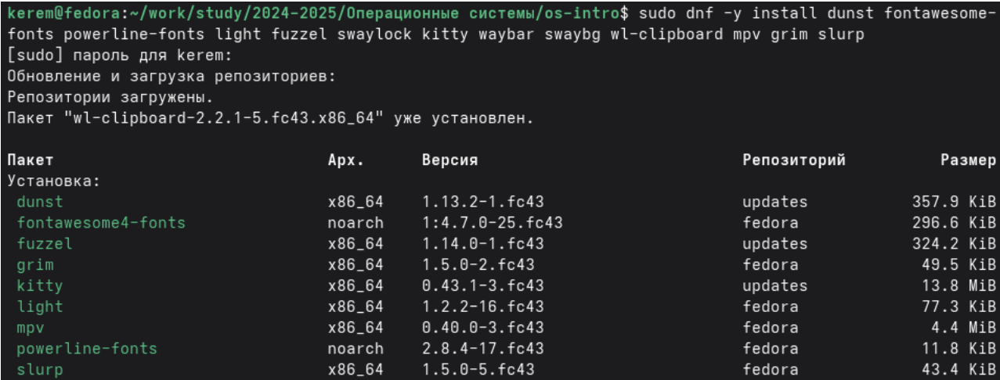 kerem@fedora:~/work/study/2024-2025/Операционные системы/os-intro$ sudo dnf -y install dunst fontawesome-
fonts powerline-fonts light fuzzel swaylock kitty waybar swaybg wl-clipboard mpv grim slurp
[sudo] пароль для kerem:
Обновление и загрузка репозиториев:
Репозитории загружены.
Пакет "wl-clipboard-2.2.1-5.fc43.x86_64" уже установлен.
Пакет Арх. Версия Репозиторий Размер
Установка:
dunst x86_64 1.13.2-1.fc43 updates 357.9 KiB
fontawesome4-fonts noarch 1:4.7.0-25.fc43 fedora 296.6 KiB
fuzzel x86_64 1.14.0-1.fc43 updates 324.2 KiB
grim x86_64 1.5.0-2.fc43 fedora 49.5 KiB
kitty x86_64 0.43.1-3.fc43 updates 13.8 MiB
light x86_64 1.2.2-16.fc43 fedora 77.3 KiB
mpv x86_64 0.40.0-3.fc43 fedora 4.4 MiB
powerline-fonts noarch 2.8.4-17.fc43 fedora 11.8 KiB
slurp x86_64 1.5.0-5.fc43 fedora 43.4 KiB